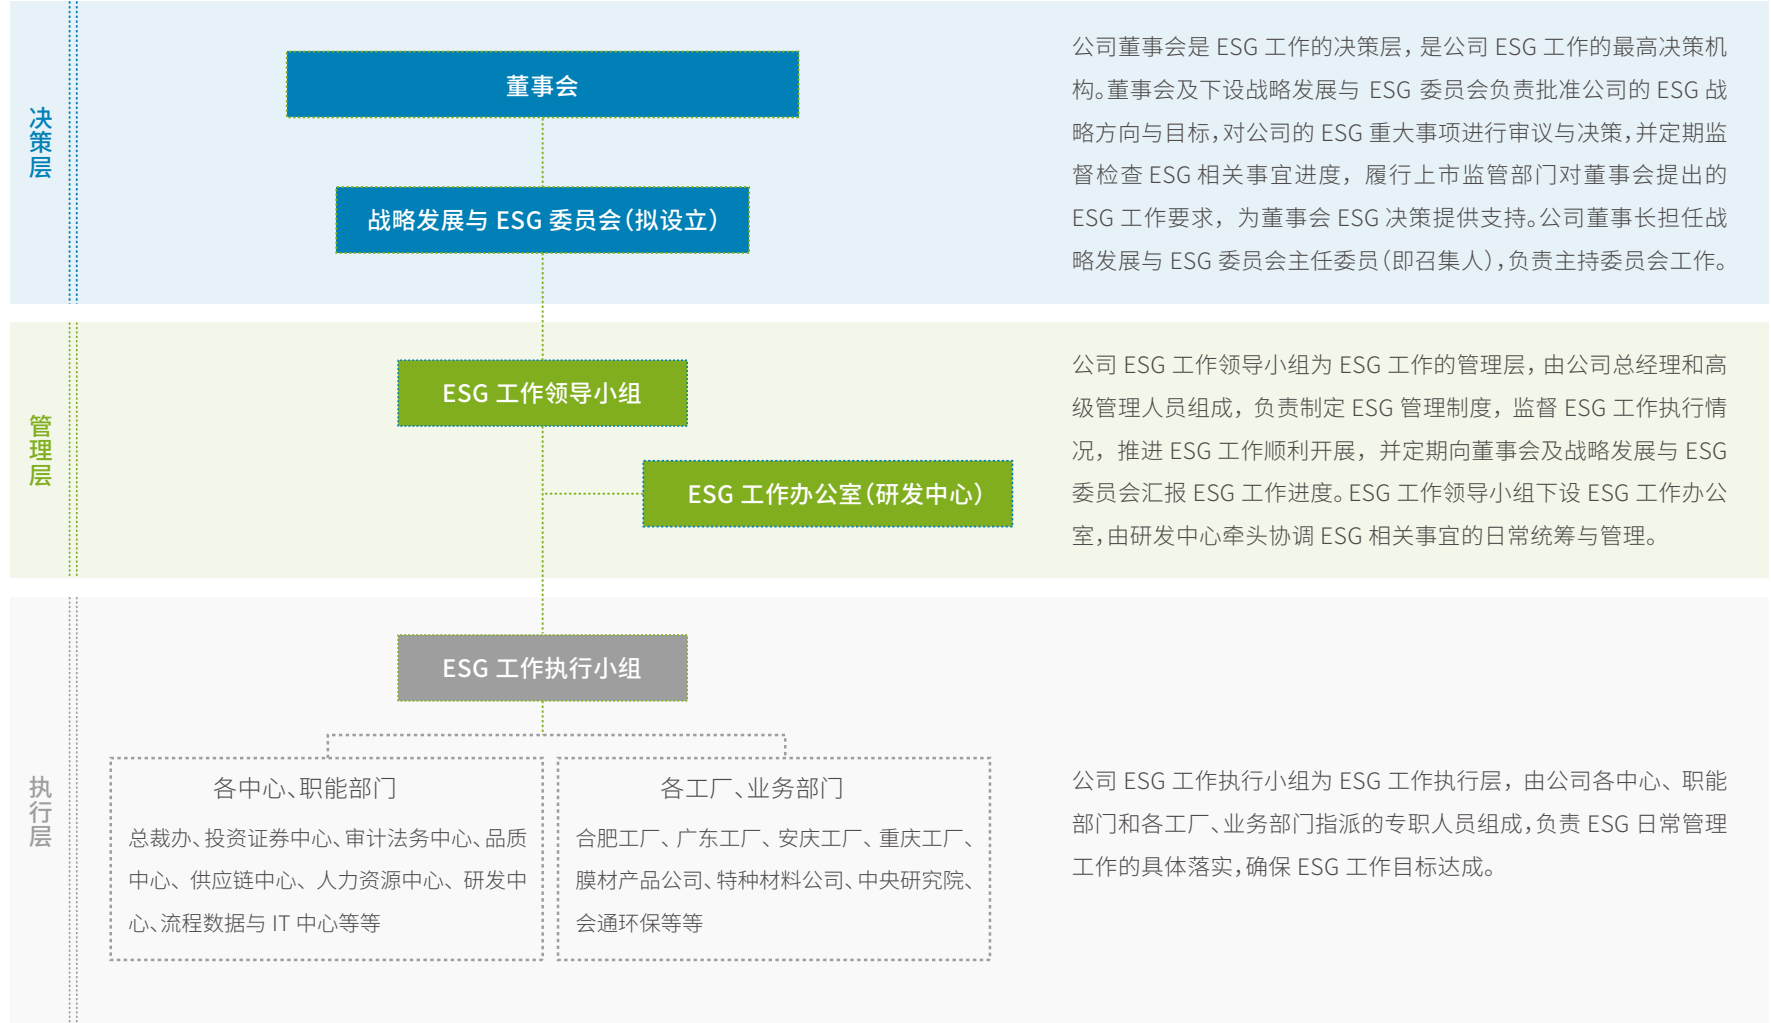 决策层
董事会
战略发展与 ESG 委员会（拟设立）
公司董事会是 ESG 工作的决策层，是公司 ESG 工作的最高决策机
构。董事会及下设战略发展与 ESG 委员会负责批准公司的 ESG 战
略方向与目标，对公司的 ESG 重大事项进行审议与决策，并定期监
督检查 ESG 相关事宜进度，履行上市监管部门对董事会提出的
ESG 工作要求，为董事会 ESG 决策提供支持。公司董事长担任战
略发展与 ESG 委员会主任委员（即召集人），负责主持委员会工作。
管理层
ESG 工作领导小组
ESG 工作办公室（研发中心）
公司 ESG 工作领导小组为 ESG 工作的管理层，由公司总经理和高
级管理人员组成，负责制定 ESG 管理制度，监督 ESG 工作执行情
况，推进 ESG 工作顺利开展，并定期向董事会及战略发展与 ESG
委员会汇报 ESG 工作进度。ESG 工作领导小组下设 ESG 工作办公
室，由研发中心牵头协调 ESG 相关事宜的日常统筹与管理。
执行层
ESG 工作执行小组
各中心、职能部门
总裁办、投资证券中心、审计法务中心、品质
中心、供应链中心、人力资源中心、研发中
心、流程数据与 IT 中心等等
各工厂、业务部门
合肥工厂、广东工厂、安庆工厂、重庆工厂、
膜材产品公司、特种材料公司、中央研究院、
会通环保等等
公司 ESG 工作执行小组为 ESG 工作执行层，由公司各中心、职能
部门和各工厂、业务部门指派的专职人员组成，负责 ESG 日常管理
工作的具体落实，确保 ESG 工作目标达成。